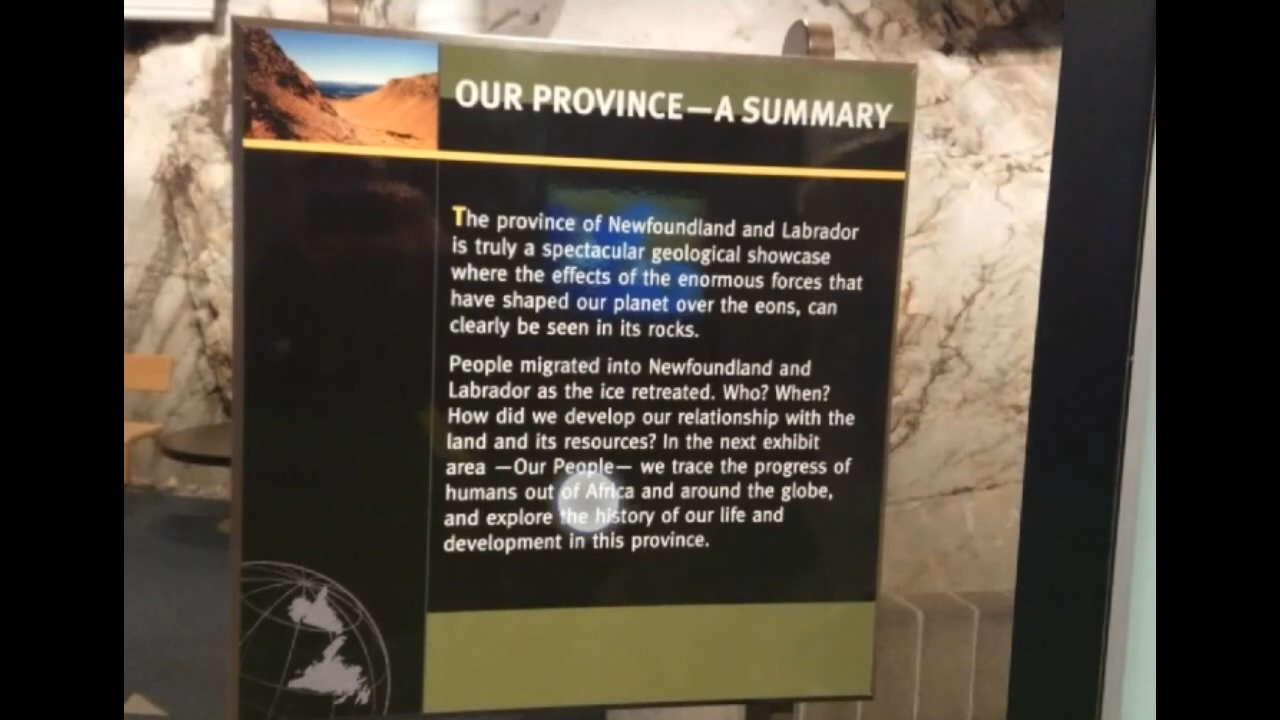 OUR PROVINCE—A SUMMARY
The province of Newfoundland and Labrador
is truly a spectacular geological showcase
where the effects of the enormous forces that
have shaped our planet over the eons, can
clearly be seen in its rocks.
People migrated into Newfoundland and
Labrador as the ice retreated. Who? When?
How did we develop our relationship with the
land and its resources? In the next exhibit
area —Our People— we trace the progress of
humans out of Africa and around the globe,
and explore the history of our life and
development in this province.